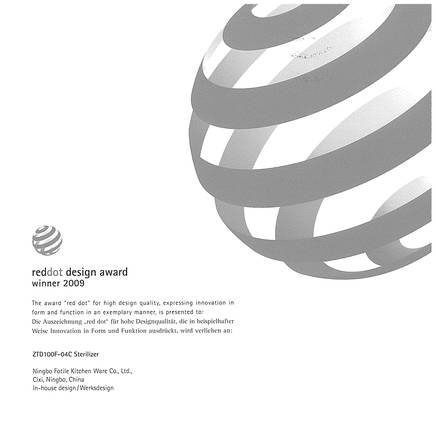 reddot design award
winner 2009
The award "red dot" for high design quality, expressing innovation in
form and function in an exemplary manner, is presented to:
Die Auszeichnung „red dot" für hohe Designqualität, die in beispielhafter
Weise Innovation in Form und Funktion ausdrückt, wird verliehen an:
ZTD100F-04C Sterilizer
Ningbo Fotile Kitchen Ware Co., Ltd.,
Cixi, Ningbo, China
in-house design/Werksdesign